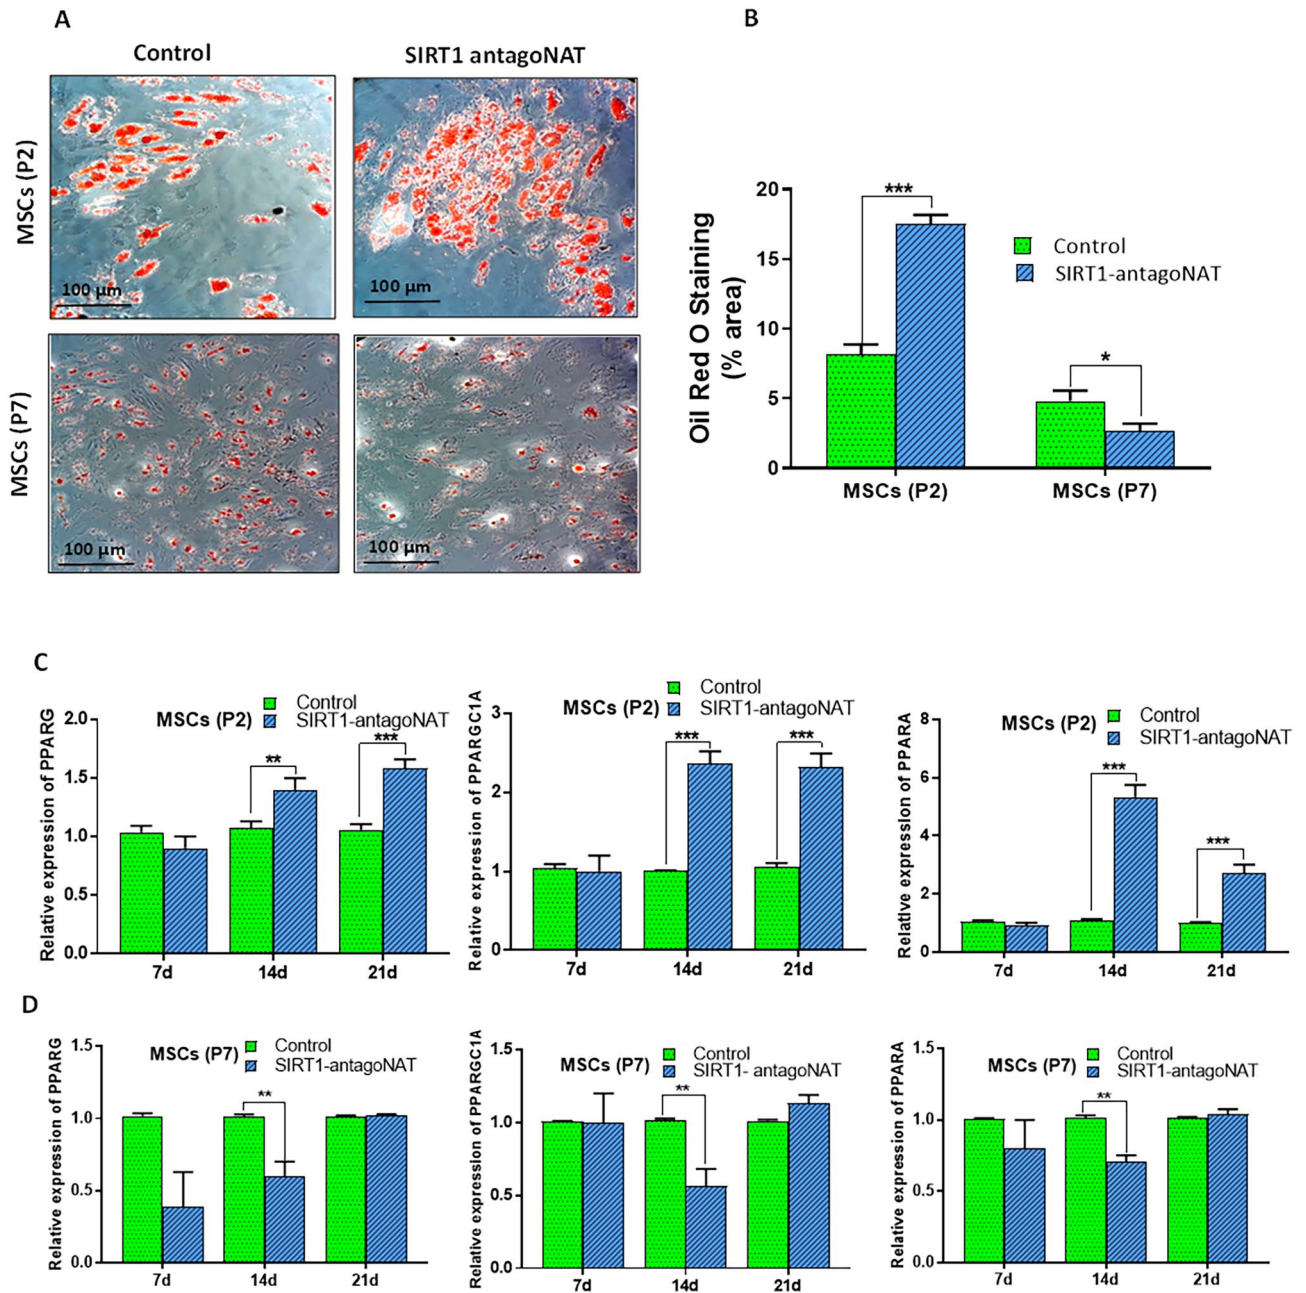 A
Control
SIRT1 antagoNAT
MSCs (P2)
100 µm
100 µm
MSCs (P7)
100 µm
100 µm
B
Oil Red O Staining
(% area)
20
15
10
5
0
***
*
Control
SIRT1-antagoNAT
MSCs (P2)
MSCs (P7)
C
Relative expression of PPARG
2.0
1.5
1.0
0.5
0.0
MSCs (P2)
Control
SIRT1-antagoNAT
**
***
7d
14d
21d
Relative expression of PPARGC1A
3
2
1
0
MSCs (P2)
Control
SIRT1-antagoNAT
***
***
7d
14d
21d
Relative expression of PPARA
8
6
4
2
0
MSCs (P2)
Control
SIRT1-antagoNAT
***
***
7d
14d
21d
D
Relative expression of PPARG
1.5
1.0
0.5
0.0
MSCs (P7)
Control
SIRT1-antagoNAT
**
7d
14d
21d
Relative expression of PPARGC1A
1.5
1.0
0.5
0.0
MSCs (P7)
Control
SIRT1- antagoNAT
**
7d
14d
21d
Relative expression of PPARA
1.5
1.0
0.5
0.0
MSCs (P7)
Control
SIRT1-antagoNAT
**
7d
14d
21d